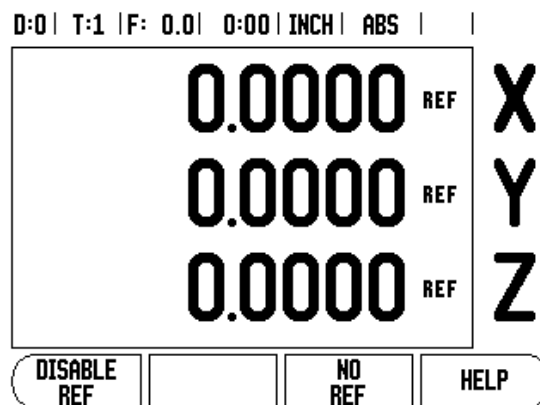 D:0| T:1 |F: 0.0| 0:00|INCH| ABS | |
0.0000 REF X
0.0000 REF Y
0.0000 REF Z
DISABLE REF
NO REF
HELP